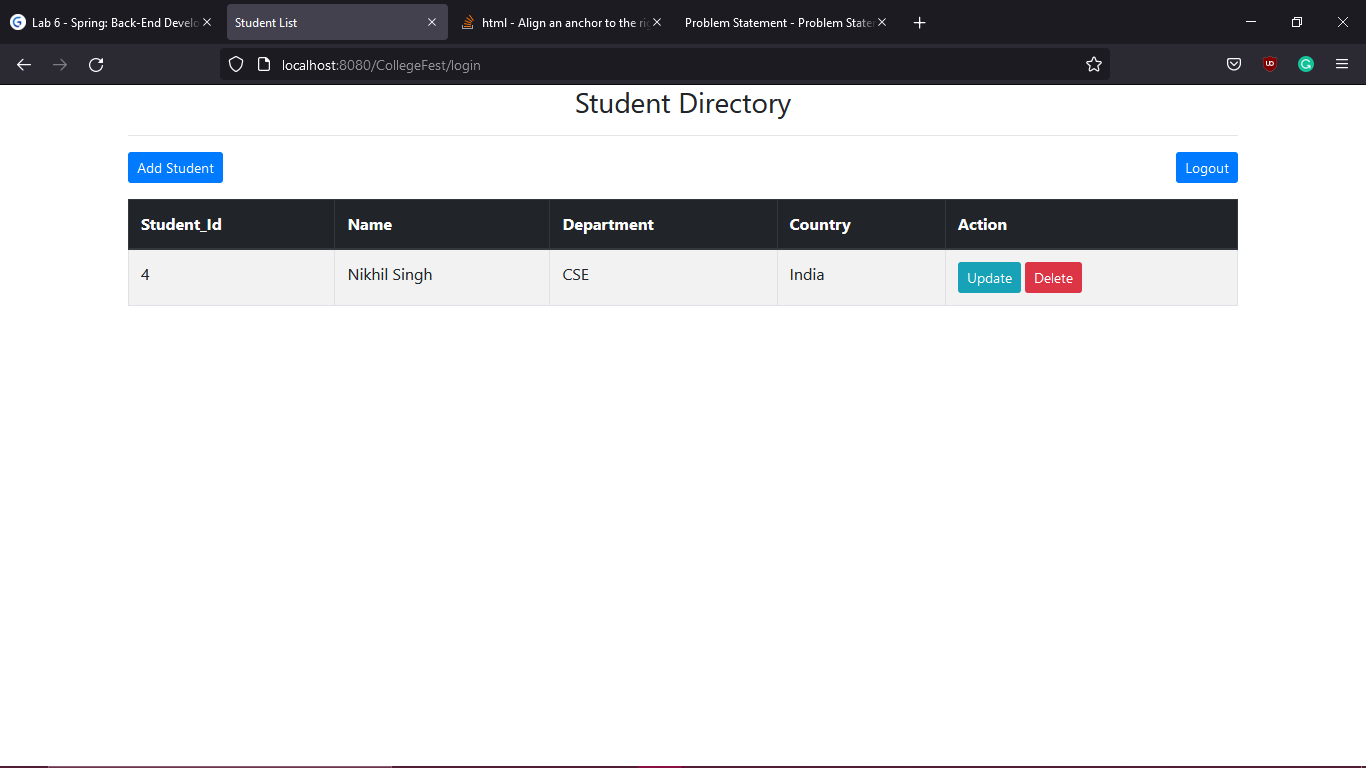 Lab 6 - Spring: Back-End Develo
Student List
html - Align an anchor to the rig
Problem Statement - Problem State
localhost:8080/CollegeFest/login
Student Directory
Add Student
Logout
Student_Id Name Department Country Action
4 Nikhil Singh CSE India Update Delete